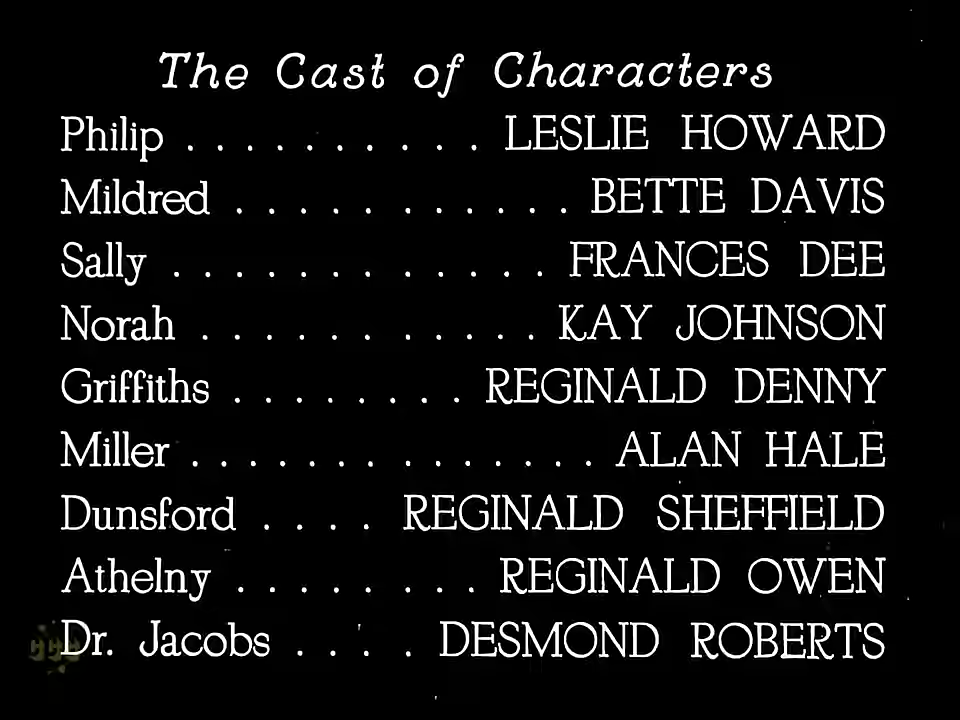 The Cast of Characters
Philip . . . . . . . . . . LESLIE HOWARD
Mildred . . . . . . . . . . . BETTE DAVIS
Sally . . . . . . . . . . . . . FRANCES DEE
Norah . . . . . . . . . . . . KAY JOHNSON
Griffiths . . . . . . . . REGINALD DENNY
Miller . . . . . . . . . . . . . . ALAN HALE
Dunsford . . . . REGINALD SHEFFIELD
Athelny . . . . . . . . REGINALD OWEN
Dr. Jacobs . . . . DESMOND ROBERTS